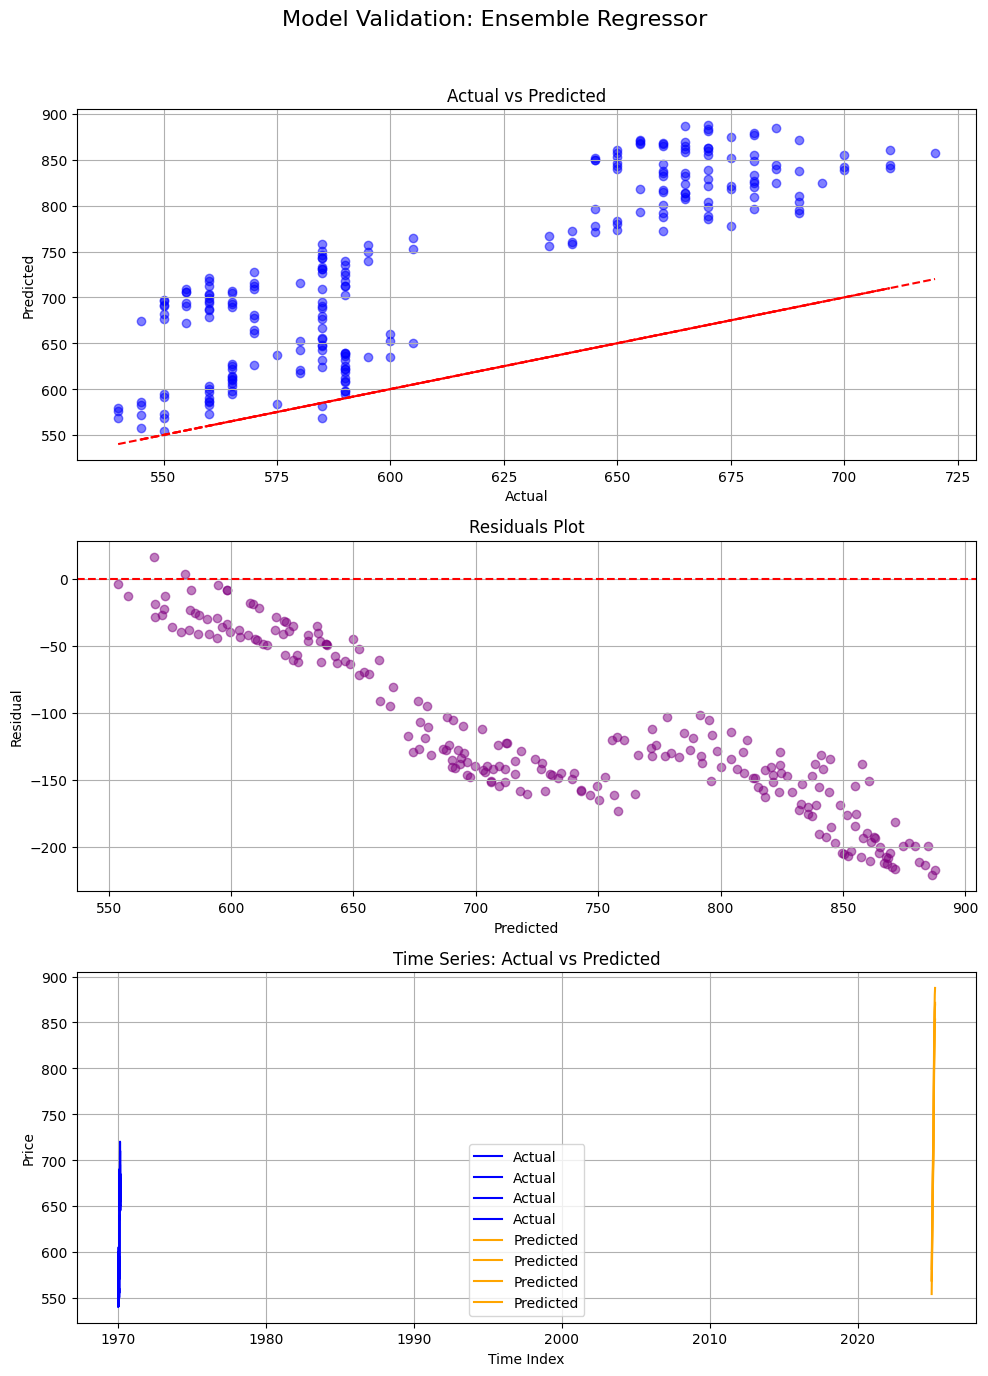 Model Validation: Ensemble Regressor
Actual vs Predicted
900
850
800
750
700
650
600
550
Predicted
550
575
600
625
650
675
700
725
Actual
Residuals Plot
0
−50
−100
−150
−200
Residual
550
600
650
700
750
800
850
900
Predicted
Time Series: Actual vs Predicted
900
850
800
750
700
650
600
550
Price
Actual
Actual
Actual
Actual
Predicted
Predicted
Predicted
Predicted
1970
1980
1990
2000
2010
2020
Time Index